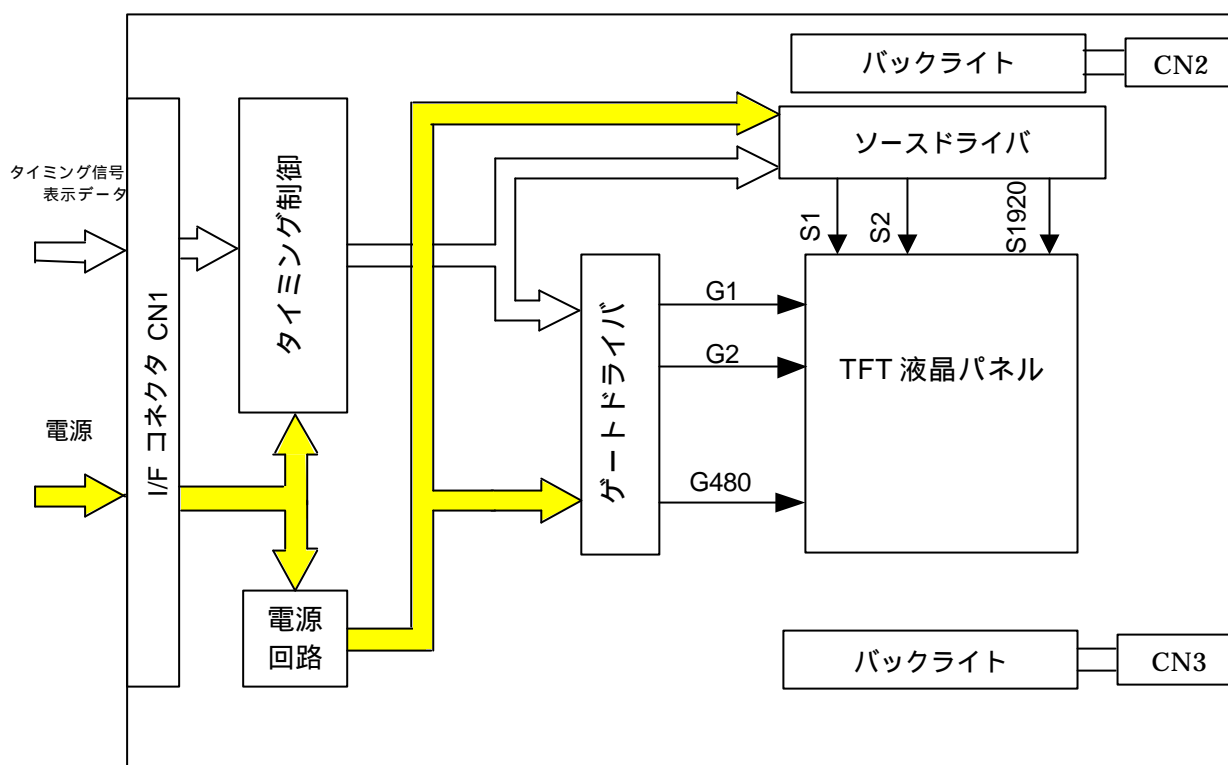 バックライト
CN2
ソースドライバ
タイミング信号
表示データ
タイミング制御
S1
S2
S1920
I/F コネクタ CN1
ゲートドライバ
G1
G2
TFT 液晶パネル
電源
G480
電源
回路
バックライト
CN3